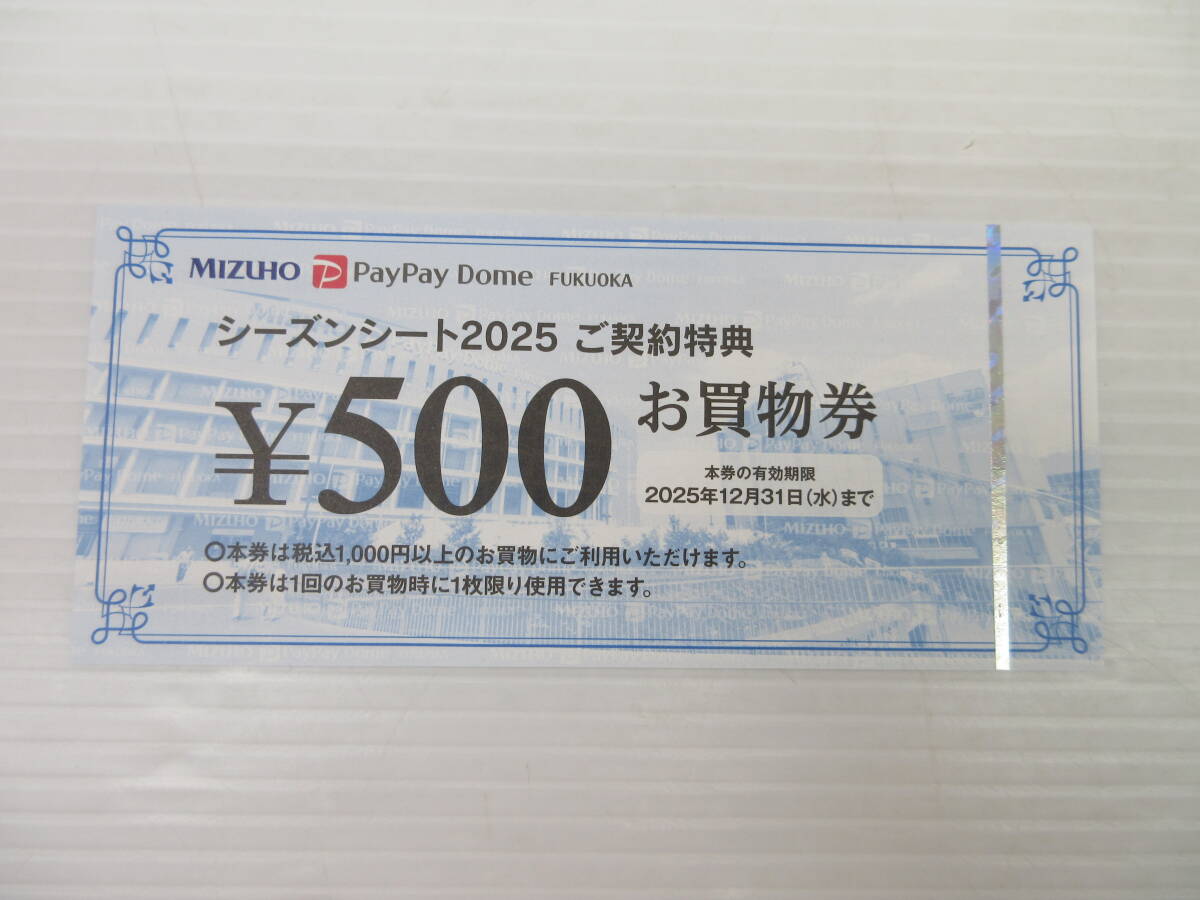 MIZUHO PayPay Dome FUKUOKA
シーズンシート2025 ご契約特典
¥500 お買物券
本券の有効期限
2025年12月31日(水)まで
○本券は税込1,000円以上のお買物にご利用いただけます。
○本券は1回のお買物時に1枚限り使用できます。